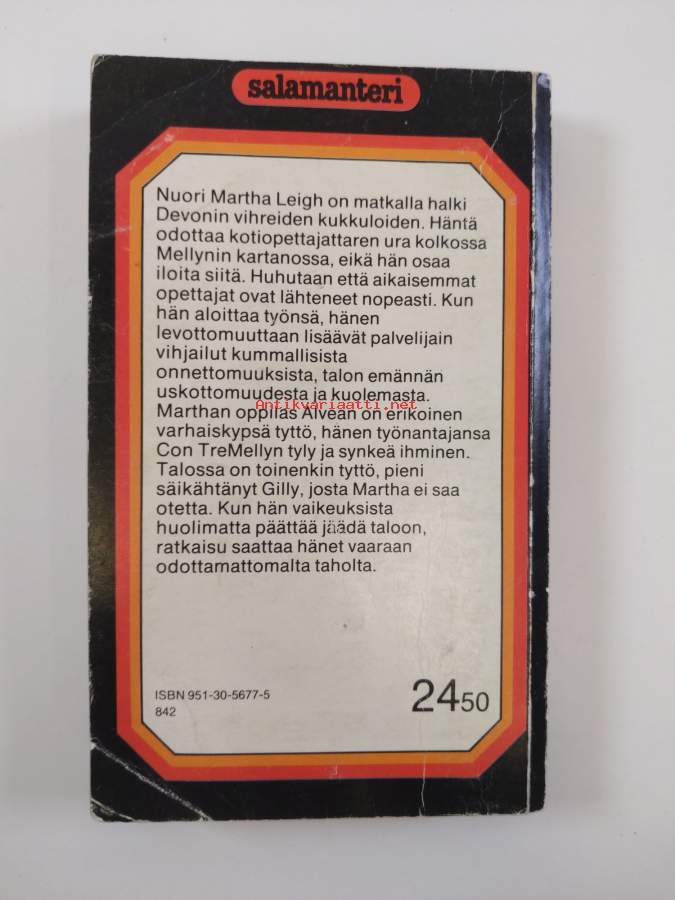 salamanteri
Nuori Martha Leigh on matkalla halki
Devonin vihreiden kukkuloiden. Häntä
odottaa kotiopettajattaren ura kolkossa
Mellynin kartanossa, eikä hän osaa
iloita siitä. Huhutaan että aikaisemmat
opettajat ovat lähteneet nopeasti. Kun
hän aloittaa työnsä, hänen
levottomuuttaan lisäävät palvelijain
vihjailut kummallisista
onnettomuuksista, talon emännän
uskottomuudesta ja kuolemasta.
Antikvariaatti.net
Marthan oppilas Alvean on erikoinen
varhaiskypsä tyttö, hänen työnantajansa
Con TreMellyn tyly ja synkeä ihminen.
Talossa on toinenkin tyttö, pieni
säikähtänyt Gilly, josta Martha ei saa
otetta. Kun hän vaikeuksista
huolimatta päättää jäädä taloon,
ratkaisu saattaa hänet vaaraan
odottamattomalta taholta.
ISBN 951-30-5677-5
842
2450